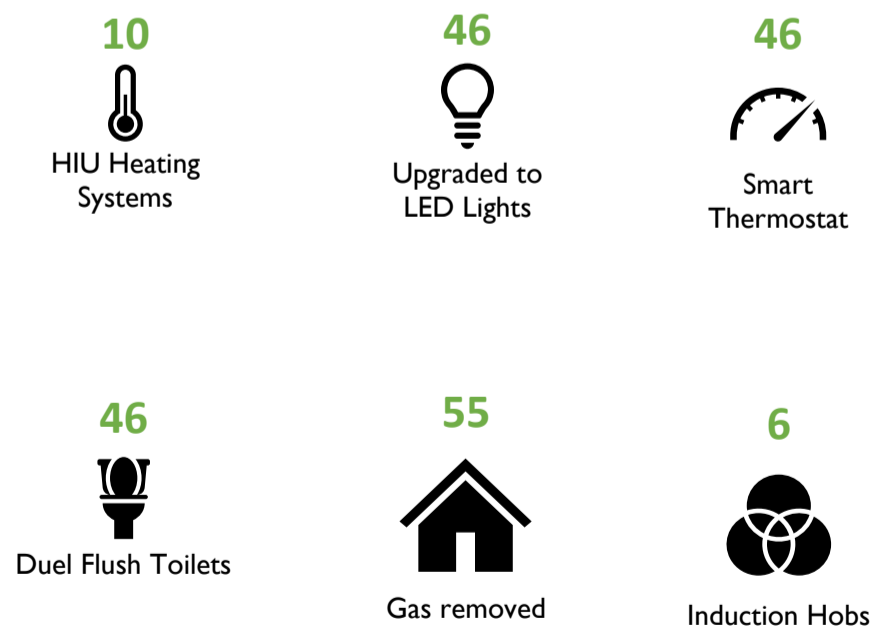 10
HIU Heating
Systems
46
Upgraded to
LED Lights
46
Smart
Thermostat
46
Duel Flush Toilets
55
Gas removed
6
Induction Hobs